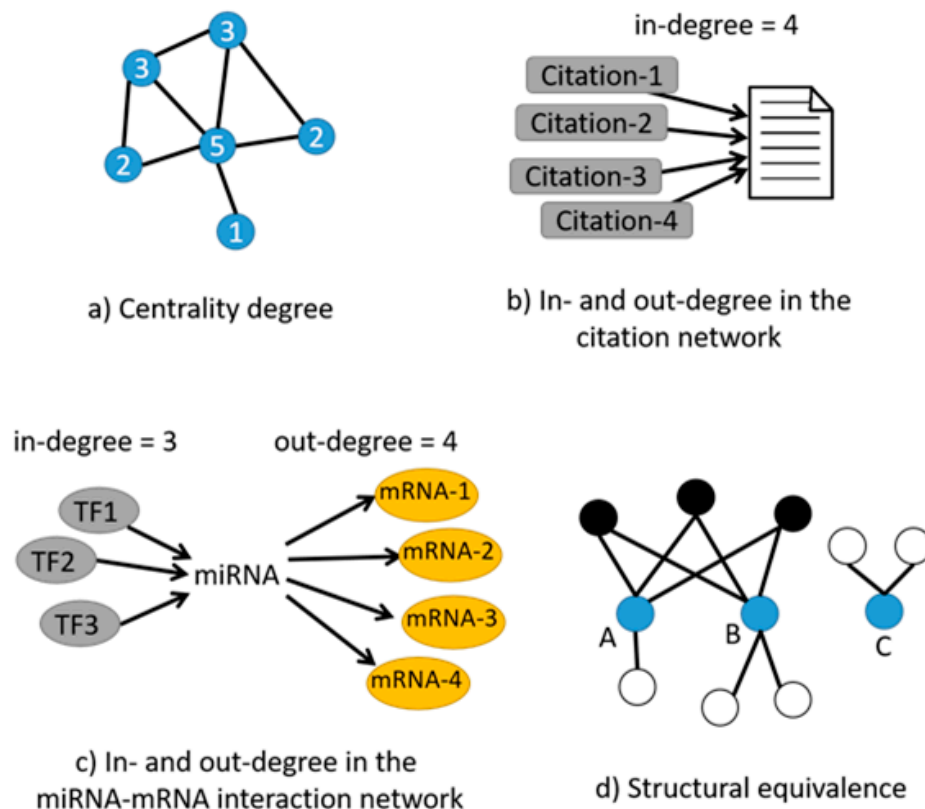 3
3
2
5
2
1
a) Centrality degree
in-degree = 4
Citation-1
Citation-2
Citation-3
Citation-4
b) In- and out-degree in the
citation network
in-degree = 3
out-degree = 4
TF1
TF2
TF3
miRNA
mRNA-1
mRNA-2
mRNA-3
mRNA-4
c) In- and out-degree in the
miRNA-mRNA interaction network
A
B
C
d) Structural equivalence